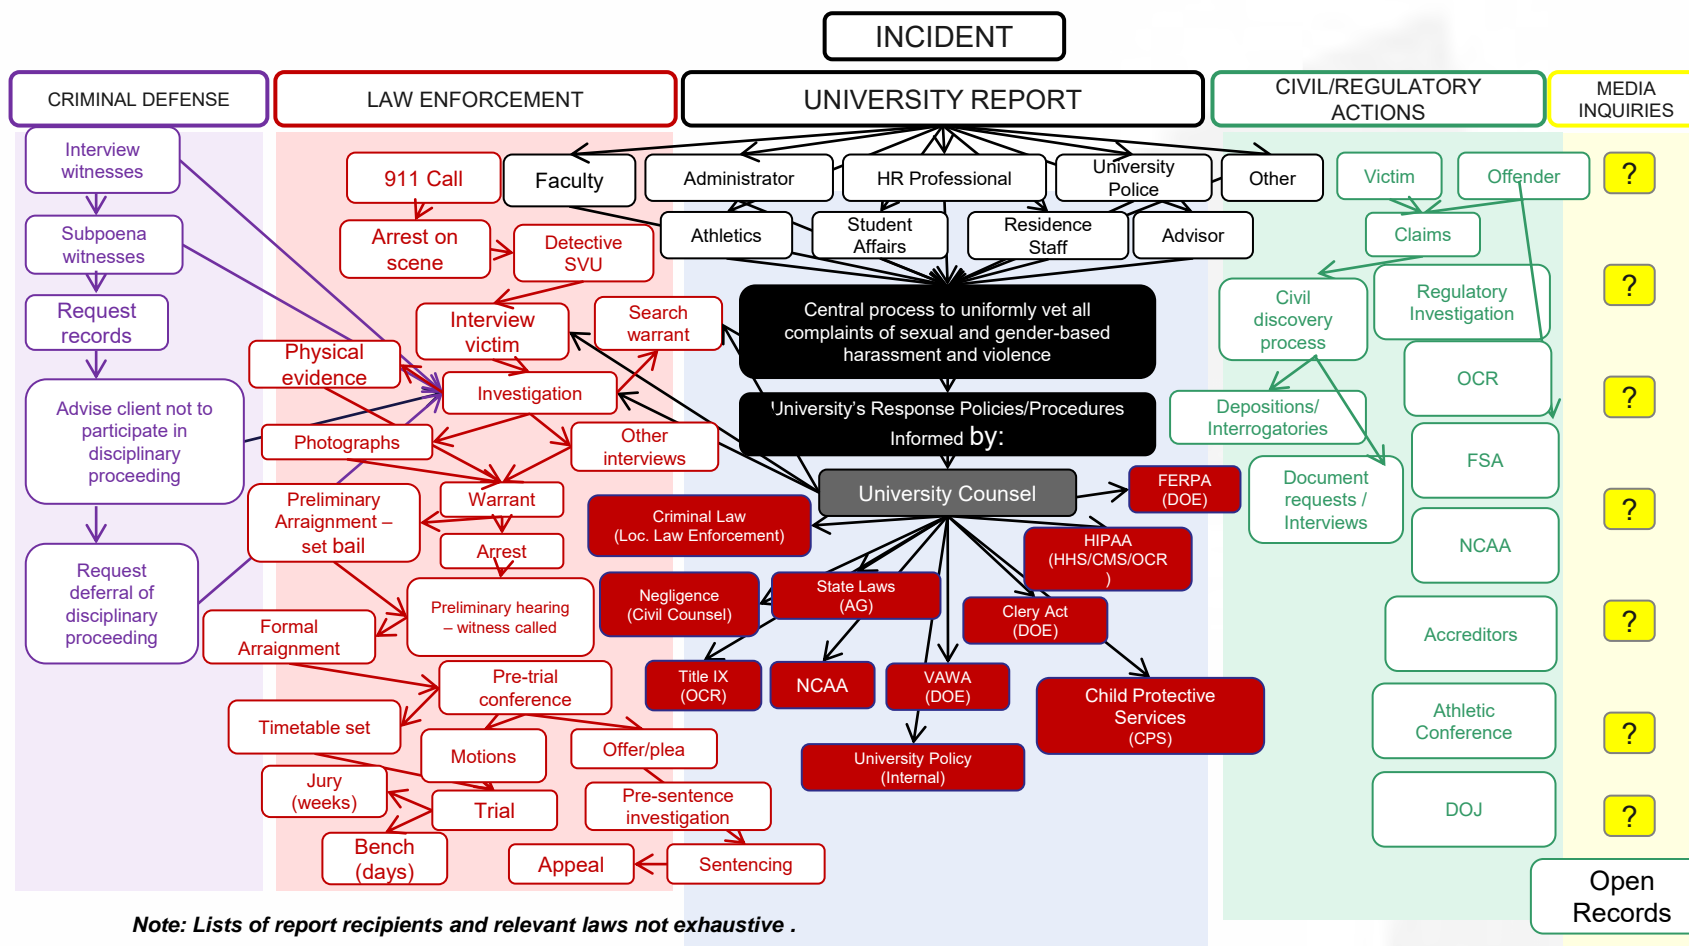 INCIDENT
CRIMINAL DEFENSE
LAW ENFORCEMENT
UNIVERSITY REPORT
CIVIL/REGULATORY
ACTIONS
MEDIA
INQUIRIES
Interview
witnesses
Subpoena
witnesses
Request
records
Advise client not to
participate in
disciplinary
proceeding
Request
deferral of
disciplinary
proceeding
911 Call
Arrest on
scene
Detective
SVU
Interview
victim
Search
warrant
Physical
evidence
Investigation
Photographs
Other
interviews
Warrant
Preliminary
Arraignment –
set bail
Arrest
Preliminary hearing
– witness called
Formal
Arraignment
Pre-trial
conference
Timetable set
Motions
Offer/plea
Jury
(weeks)
Trial
Pre-sentence
investigation
Bench
(days)
Appeal
Sentencing
Faculty
Administrator
HR Professional
University
Police
Other
Athletics
Student
Affairs
Residence
Staff
Advisor
Central process to uniformly vet all
complaints of sexual and gender-based
harassment and violence
University's Response Policies/Procedures
Informed by:
University Counsel
FERPA
(DOE)
Criminal Law
(Loc. Law Enforcement)
HIPAA
(HHS/CMS/OCR
)
Negligence
(Civil Counsel)
State Laws
(AG)
Clery Act
(DOE)
Title IX
(OCR)
NCAA
VAWA
(DOE)
Child Protective
Services
(CPS)
University Policy
(Internal)
Victim
Offender
Claims
Civil
discovery
process
Regulatory
Investigation
OCR
Depositions/
Interrogatories
FSA
Document
requests /
Interviews
NCAA
Accreditors
Athletic
Conference
DOJ
?
?
?
?
?
?
?
Open
Records
Note: Lists of report recipients and relevant laws not exhaustive .